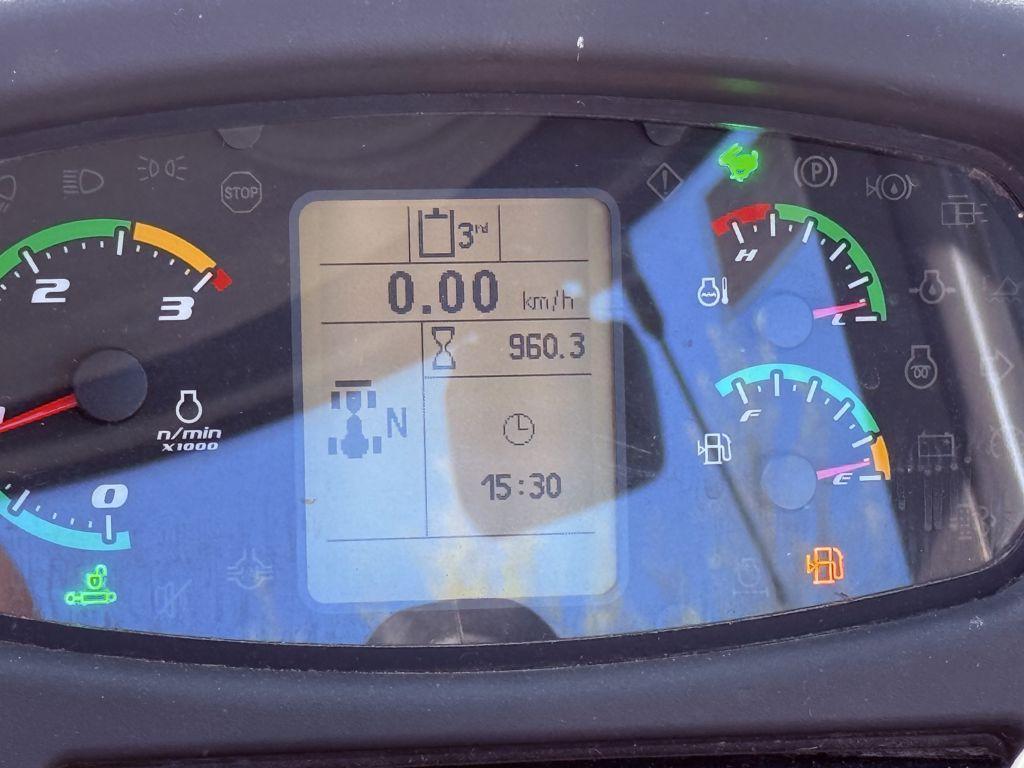 STOP
P
3rd
0.00 km/h
960.3
N
15:30
2
3
n/min
X1000
0
H
L
F
E